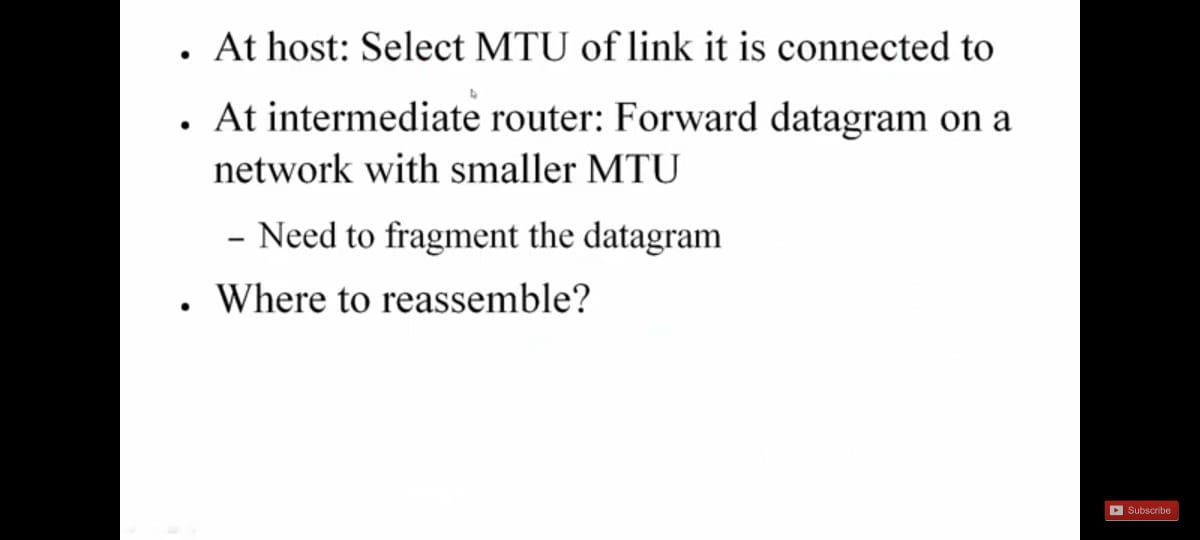 • At host: Select MTU of link it is connected to
• At intermediate router: Forward datagram on a
network with smaller MTU
– Need to fragment the datagram
• Where to reassemble?
Subscribe